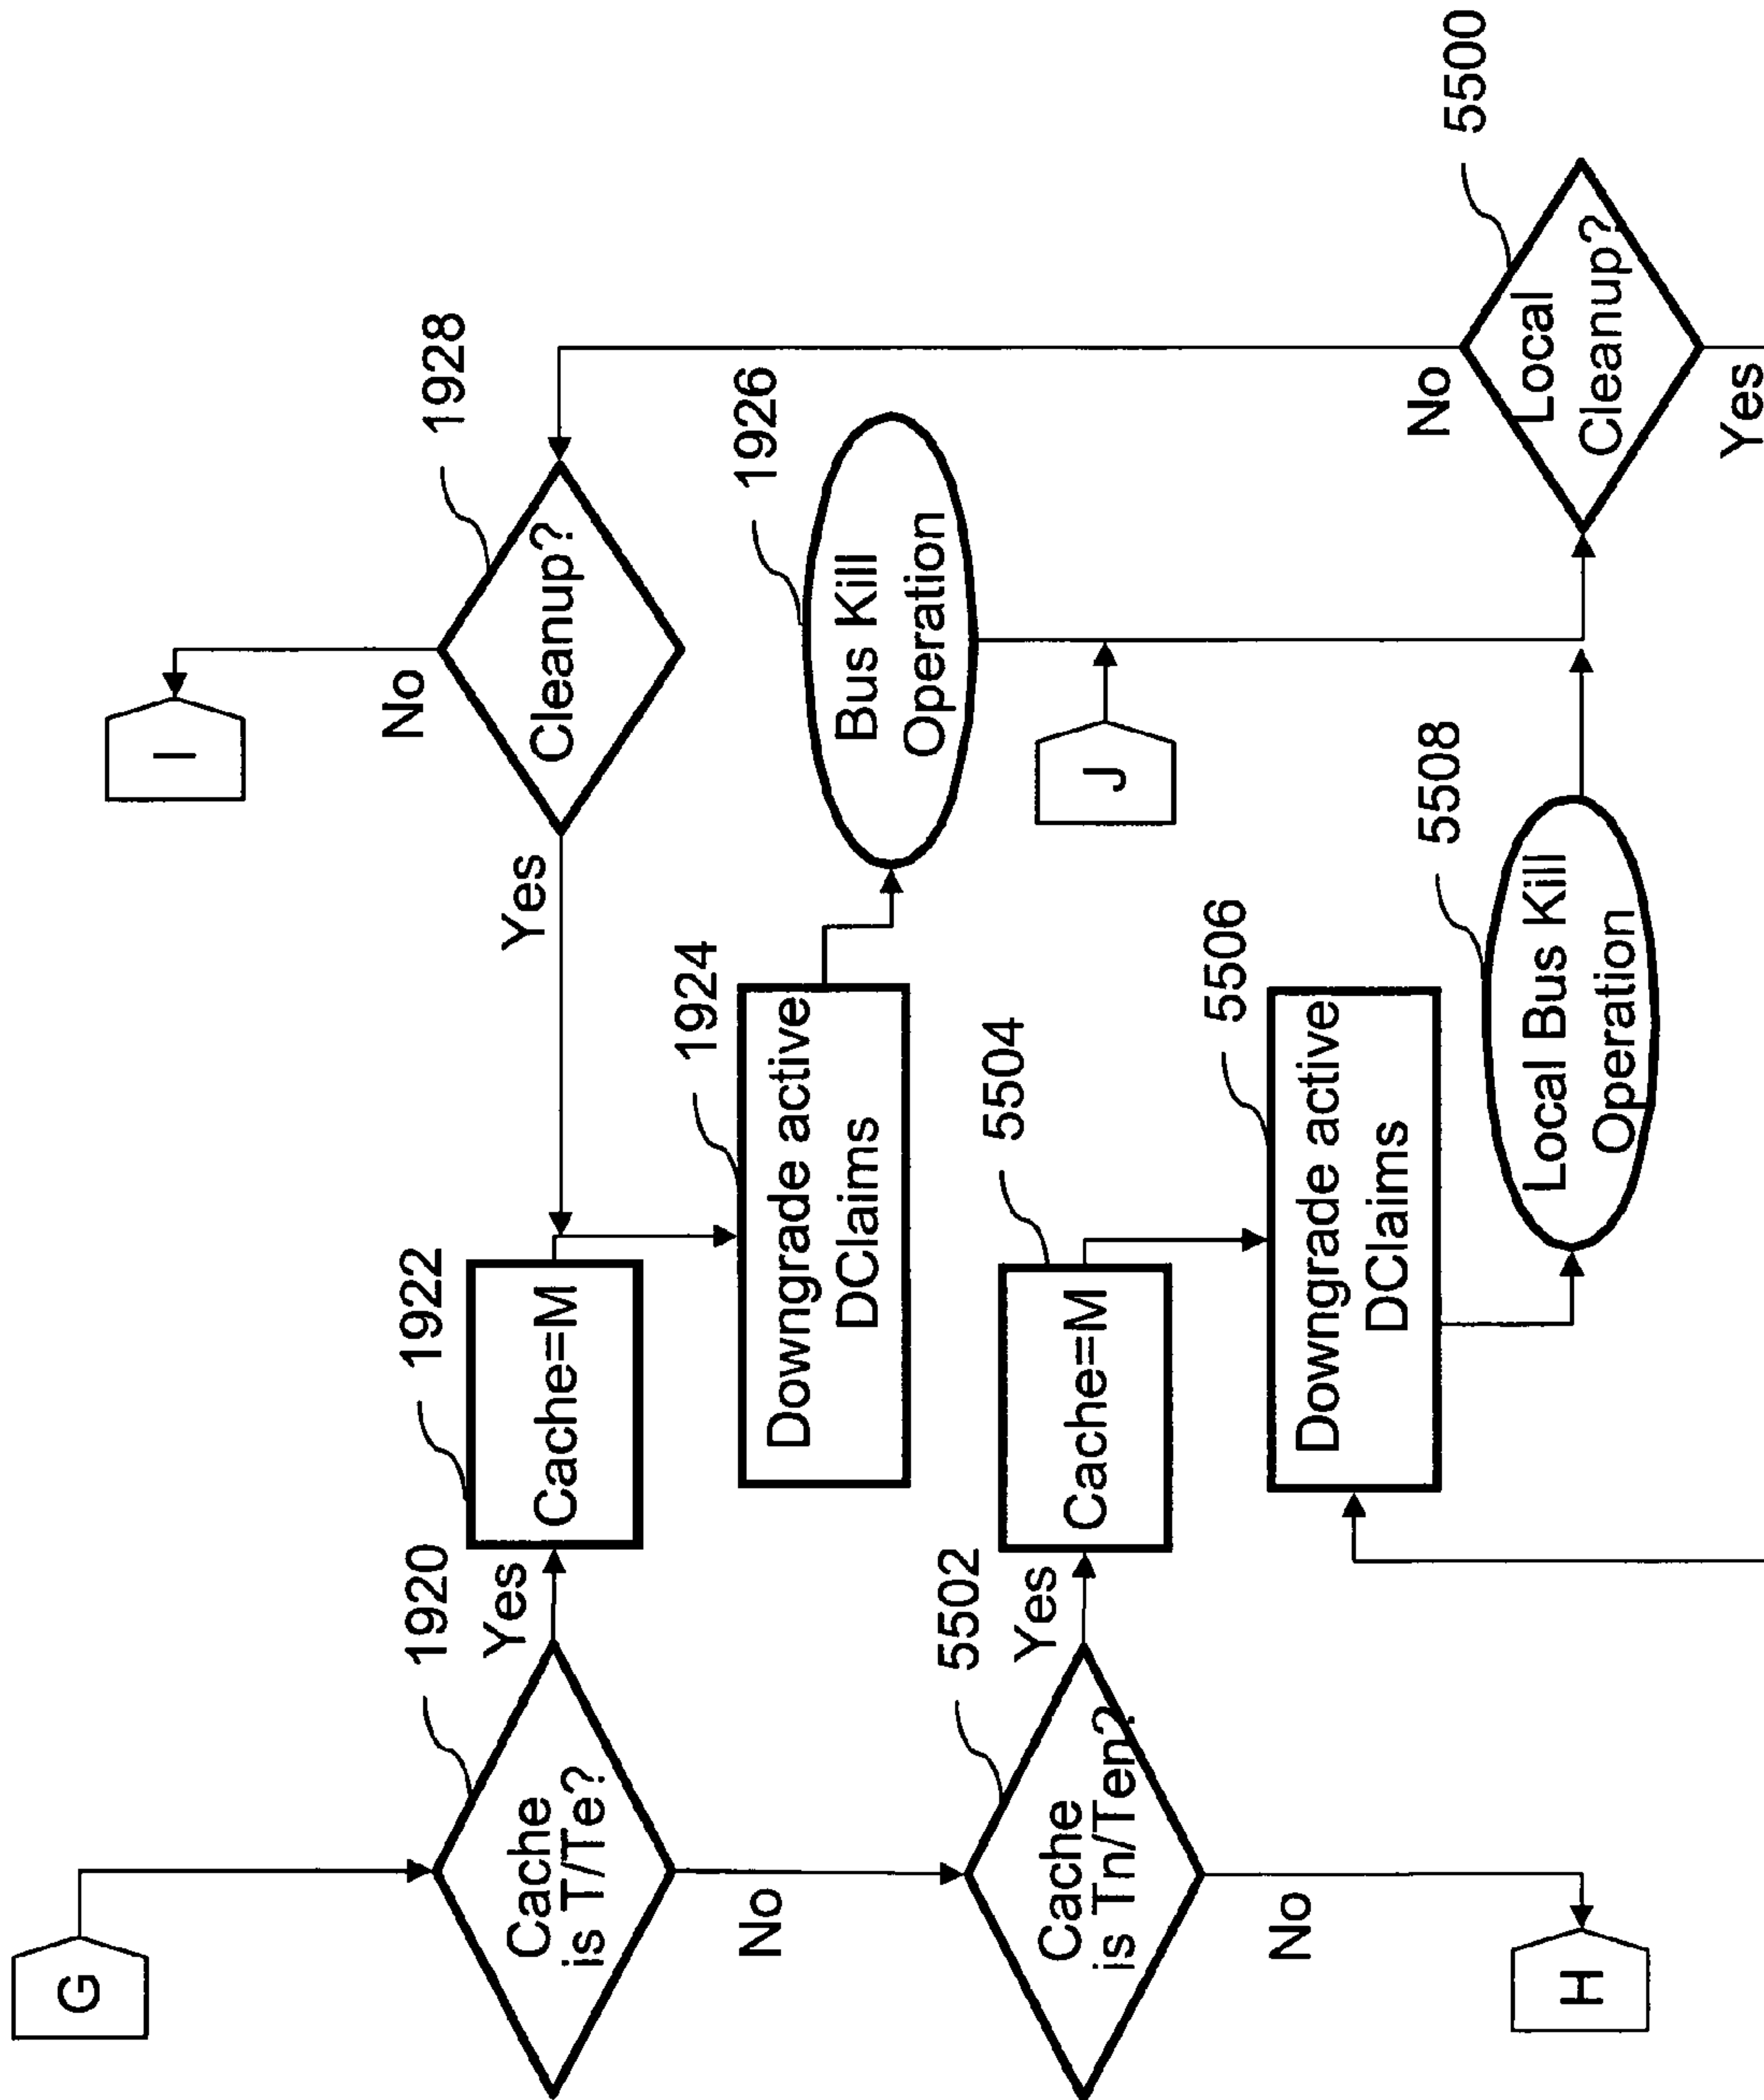 G
1920
Cache
is T/Te?
Yes
No
1922
Cache=M
1924
Downgrade active
DClaims
1926
Bus Kill
Operation
1928
Cleanup?
Yes
No
I
5502
Cache
is Tn/Ten?
Yes
No
H
5504
Cache=M
5506
Downgrade active
DClaims
5508
Local Bus Kill
Operation
J
5500
Local
Cleanup?
No
Yes